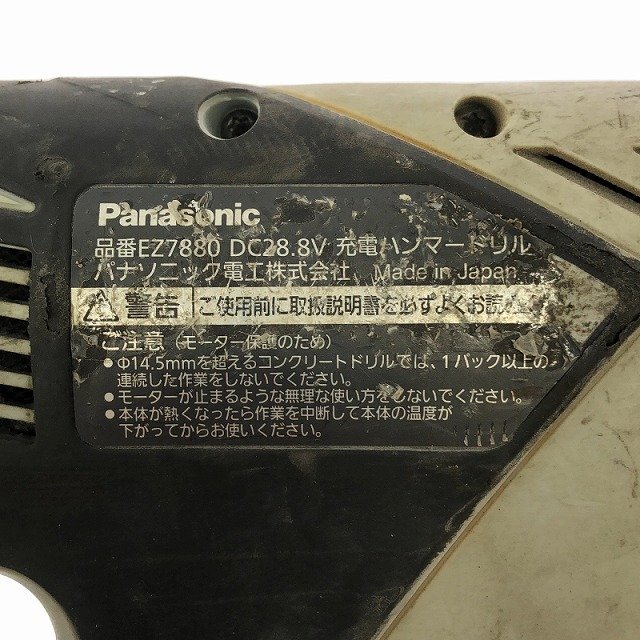 Panasonic
品番EZ7880 DC28.8V 充電ハンマードリル
パナソニック電工株式会社 Made in Japan
警告 ご使用前に取扱説明書を必ずよくお読
ご注意 (モーター保護のため)
●Φ14.5mmを超えるコンクリートドリルでは、1パック以上の
連続した作業をしないでください。
●モーターが止まるような無理な使い方をしないでください。
●本体が熱くなったら作業を中断して本体の温度が
下がってからお使いください。